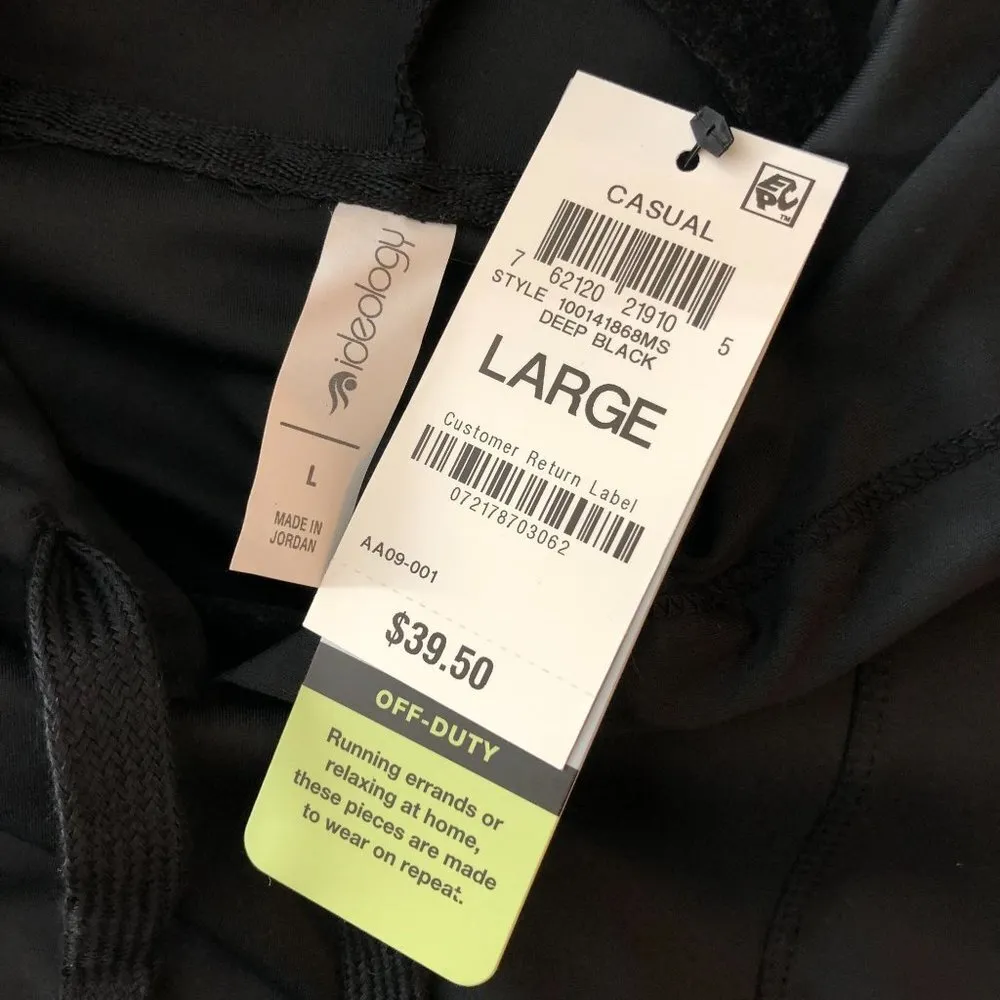 ideology
L
MADE IN
JORDAN
EPC™
CASUAL
7 62120 21910 5
STYLE 100141868MS
DEEP BLACK
LARGE
Customer Return Label
072178703062
AA09-001
$39.50
OFF-DUTY
Running errands or
relaxing at home,
these pieces are made
to wear on repeat.